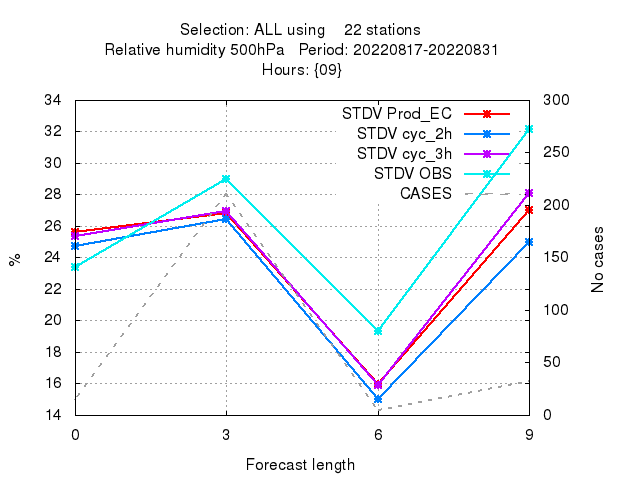 Selection: ALL using    22 stations
Relative humidity 500hPa   Period: 20220817-20220831
Hours: {09}
34
32
30
28
26
24
22
20
18
16
14
%
STDV Prod_EC
STDV cyc_2h
STDV cyc_3h
STDV OBS
CASES
300
250
200
150
100
50
0
No cases
0 3 6 9
Forecast length